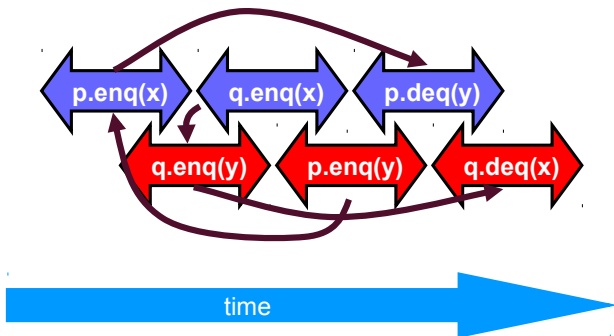 p.enq(x) q.enq(x) p.deq(y)
q.enq(y) p.enq(y) q.deq(x)
time